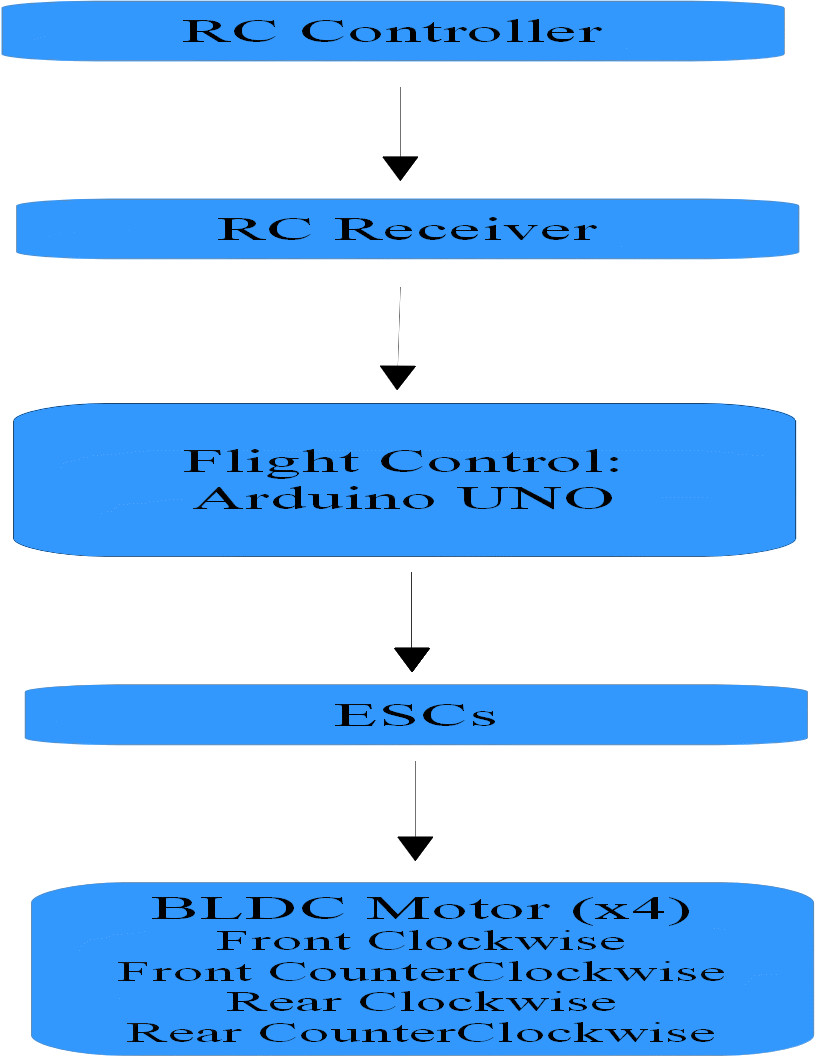 RC Controller
RC Receiver
Flight Control:
Arduino UNO
ESCs
BLDC Motor (x4)
Front Clockwise
Front CounterClockwise
Rear Clockwise
Rear CounterClockwise